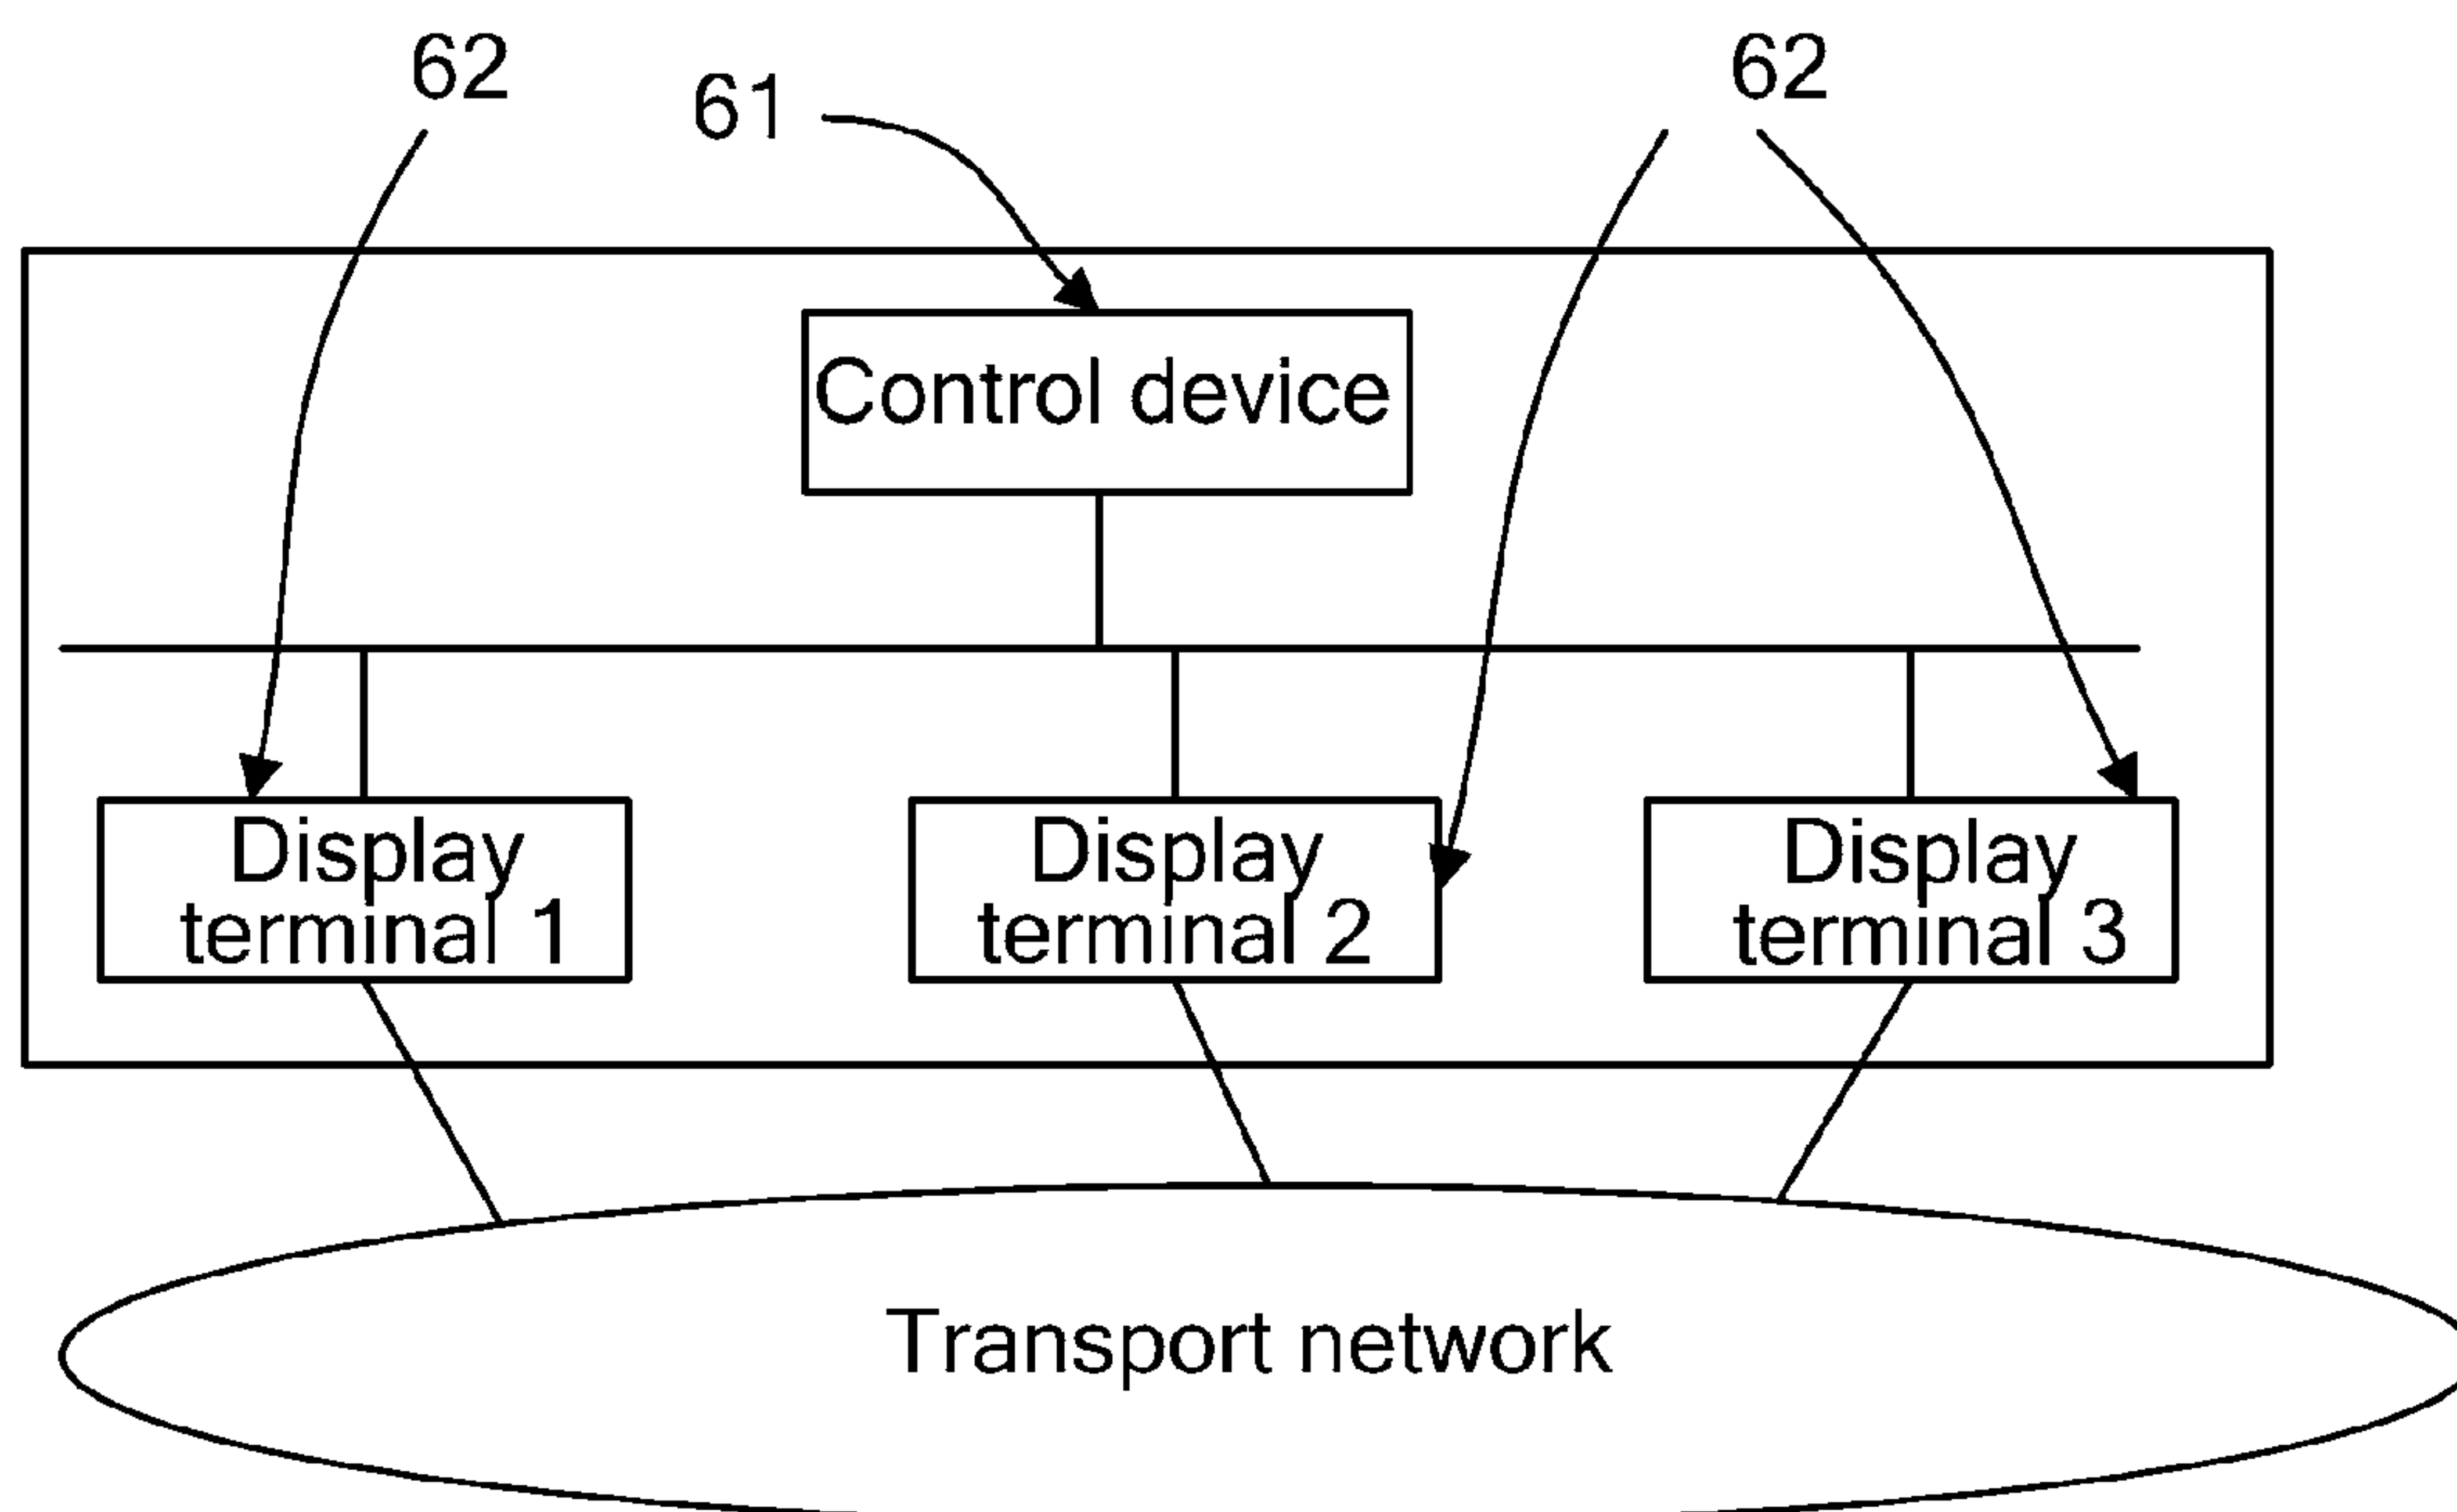 62
61
62
Control device
Display
terminal 1
Display
terminal 2
Display
terminal 3
Transport network